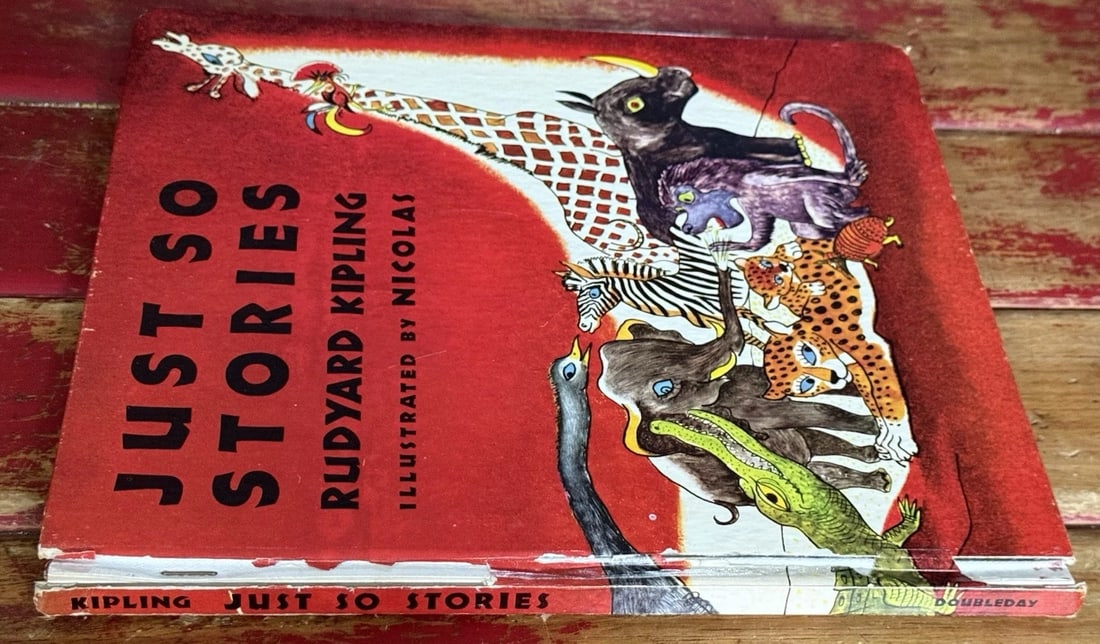 JUST SO
STORIES
RUDYARD KIPLING
ILLUSTRATED BY NICOLAS
KIPLING JUST SO STORIES DOUBLEDAY